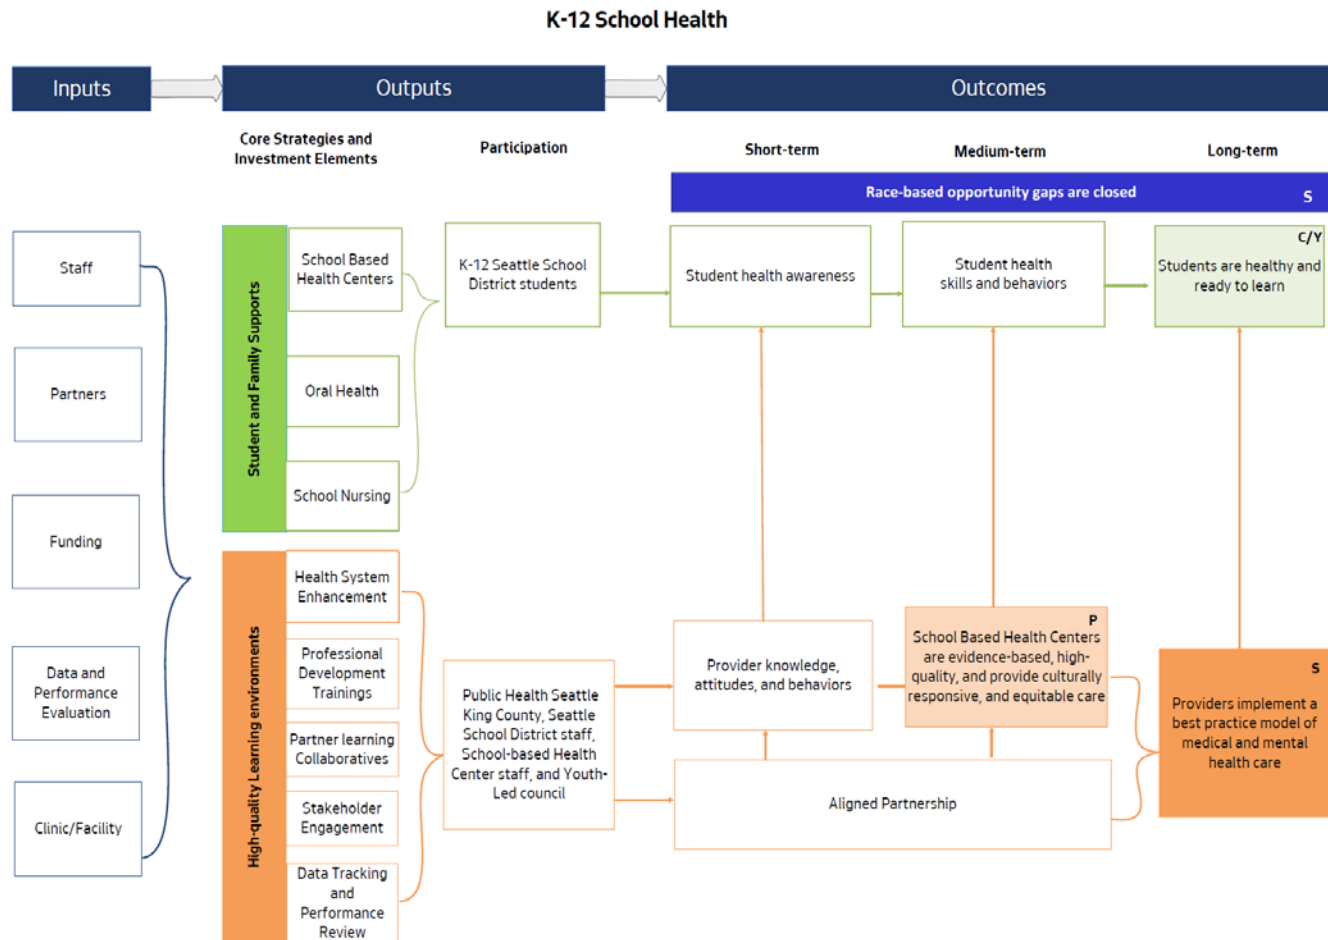 K-12 School Health
Inputs
Outputs
Outcomes
Core Strategies and
Investment Elements
Participation
Short-term
Medium-term
Long-term
Race-based opportunity gaps are closed
S
Staff
Partners
Funding
Data and
Performance
Evaluation
Clinic/Facility
Student and Family Supports
School Based
Health Centers
Oral Health
School Nursing
K-12 Seattle School
District students
Student health awareness
Student health
skills and behaviors
C/Y
Students are healthy and
ready to learn
High-quality Learning environments
Health System
Enhancement
Professional
Development
Trainings
Partner learning
Collaboratives
Stakeholder
Engagement
Data Tracking
and
Performance
Review
Public Health Seattle
King County, Seattle
School District staff,
School-based Health
Center staff, and Youth-
Led council
Provider knowledge,
attitudes, and behaviors
P
School Based Health Centers
are evidence-based, high-
quality, and provide culturally
responsive, and equitable care
Aligned Partnership
S
Providers implement a
best practice model of
medical and mental
health care